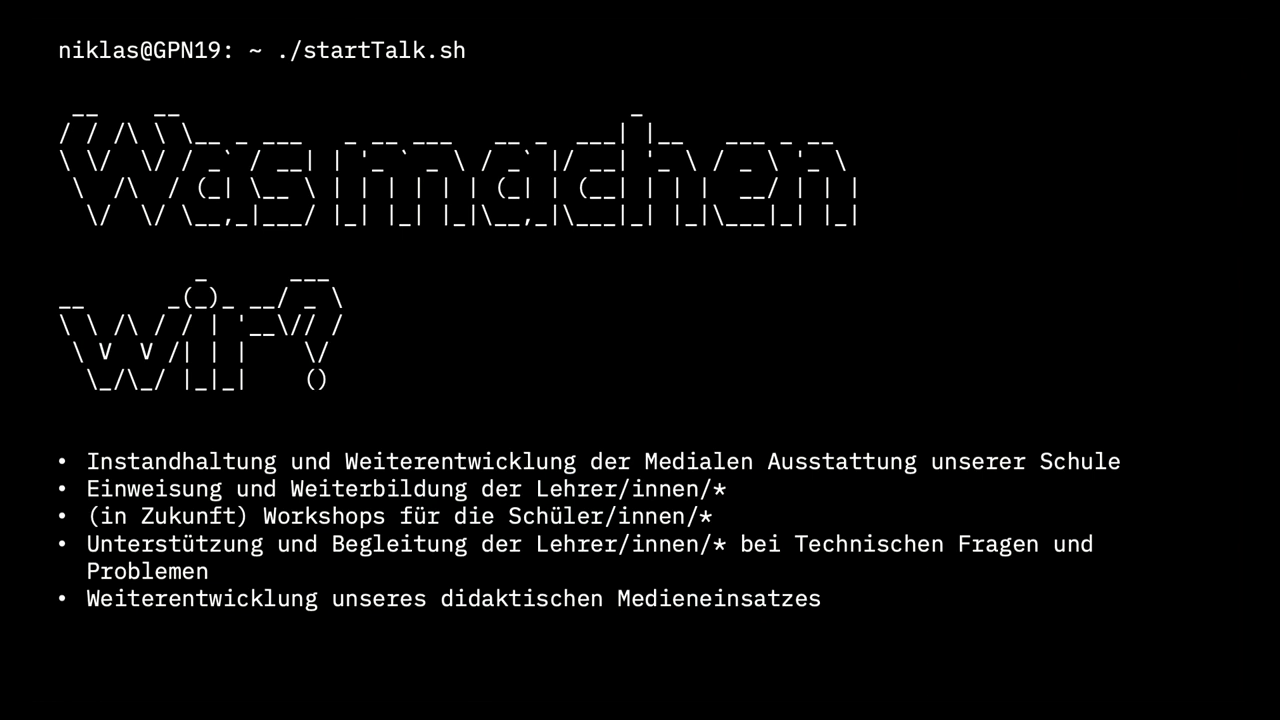 niklas@GPN19: ~ ./startTalk.sh
Was machen
wir?
• Instandhaltung und Weiterentwicklung der Medialen Ausstattung unserer Schule
• Einweisung und Weiterbildung der Lehrer/innen/*
• (in Zukunft) Workshops für die Schüler/innen/*
• Unterstützung und Begleitung der Lehrer/innen/* bei Technischen Fragen und
Problemen
• Weiterentwicklung unseres didaktischen Medieneinsatzes